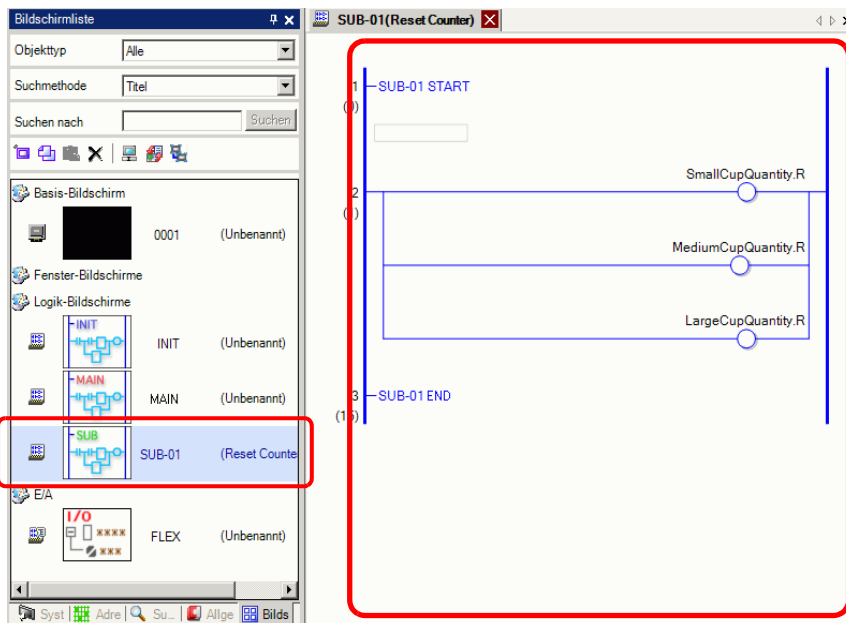 Bildschirmliste
Objekttyp Alle
Suchmethode Titel
Suchen nach Suchen
Basis-Bildschirm
0001 (Unbenannt)
Fenster-Bildschirme
Logik-Bildschirme
INIT INIT (Unbenannt)
MAIN MAIN (Unbenannt)
SUB SUB-01 (Reset Counte
E/A
I/O **** *** FLEX (Unbenannt)
Syst Adre Su... Allge Bilds
SUB-01(Reset Counter)
1 SUB-01 START
SmallCupQuantity.R
2
MediumCupQuantity.R
LargeCupQuantity.R
3 SUB-01 END